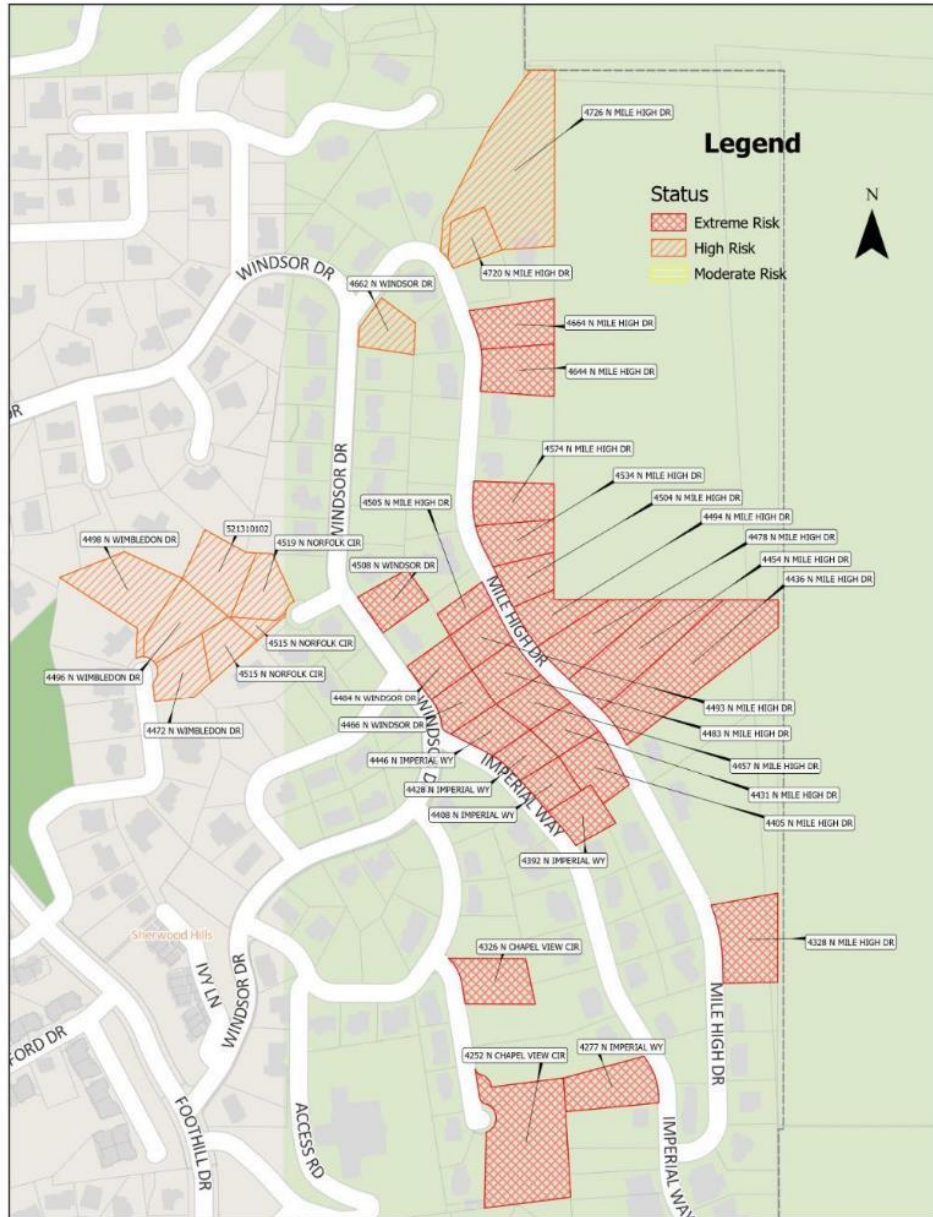 4726 N MILE HIGH DR
Legend
Status
Extreme Risk
High Risk
Moderate Risk
N
4720 N MILE HIGH DR
WINDSOR DR
4662 N WINDSOR DR
4664 N MILE HIGH DR
4644 N MILE HIGH DR
DR
4574 N MILE HIGH DR
4534 N MILE HIGH DR
4505 N MILE HIGH DR
4504 N MILE HIGH DR
4494 N MILE HIGH DR
WINDSOR DR
521310102
4478 N MILE HIGH DR
4498 N WIMBLEDON DR
4519 N NORFOLK CIR
4454 N MILE HIGH DR
4508 N WINDSOR DR
4436 N MILE HIGH DR
MILE HIGH DR
4515 N NORFOLK CIR
4496 N WIMBLEDON DR
4515 N NORFOLK CIR
4484 N WINDSOR DR
4493 N MILE HIGH DR
4472 N WIMBLEDON DR
4466 N WINDSOR DR
4483 N MILE HIGH DR
WINDSOR D
4446 N IMPERIAL WY
4457 N MILE HIGH DR
IMPERIAL WAY
4428 N IMPERIAL WY
4431 N MILE HIGH DR
4408 N IMPERIAL WY
4405 N MILE HIGH DR
4392 N IMPERIAL WY
Sherwood Hills
4328 N MILE HIGH DR
4326 N CHAPEL VIEW CIR
IVY LN
WINDSOR DR
MILE HIGH DR
FORD DR
4252 N CHAPEL VIEW CIR
4277 N IMPERIAL WY
FOOTHILL DR
ACCESS RD
IMPERIAL WAY